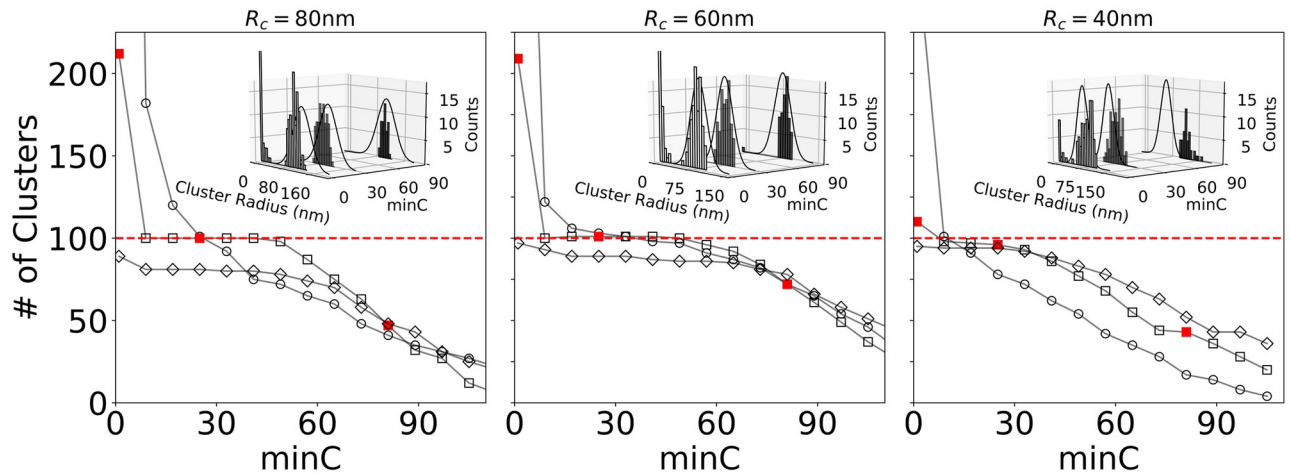 R_c = 80nm
R_c = 60nm
R_c = 40nm
# of Clusters
200
150
100
50
0
0 30 60 90
minC
0 30 60 90
minC
0 30 60 90
minC
15
10
5
Counts
0 80 160
Cluster Radius (nm)
0 30 60 90
minC
15
10
5
Counts
0 75 150
Cluster Radius (nm)
0 30 60 90
minC
15
10
5
Counts
0 75 150
Cluster Radius (nm)
0 30 60 90
minC